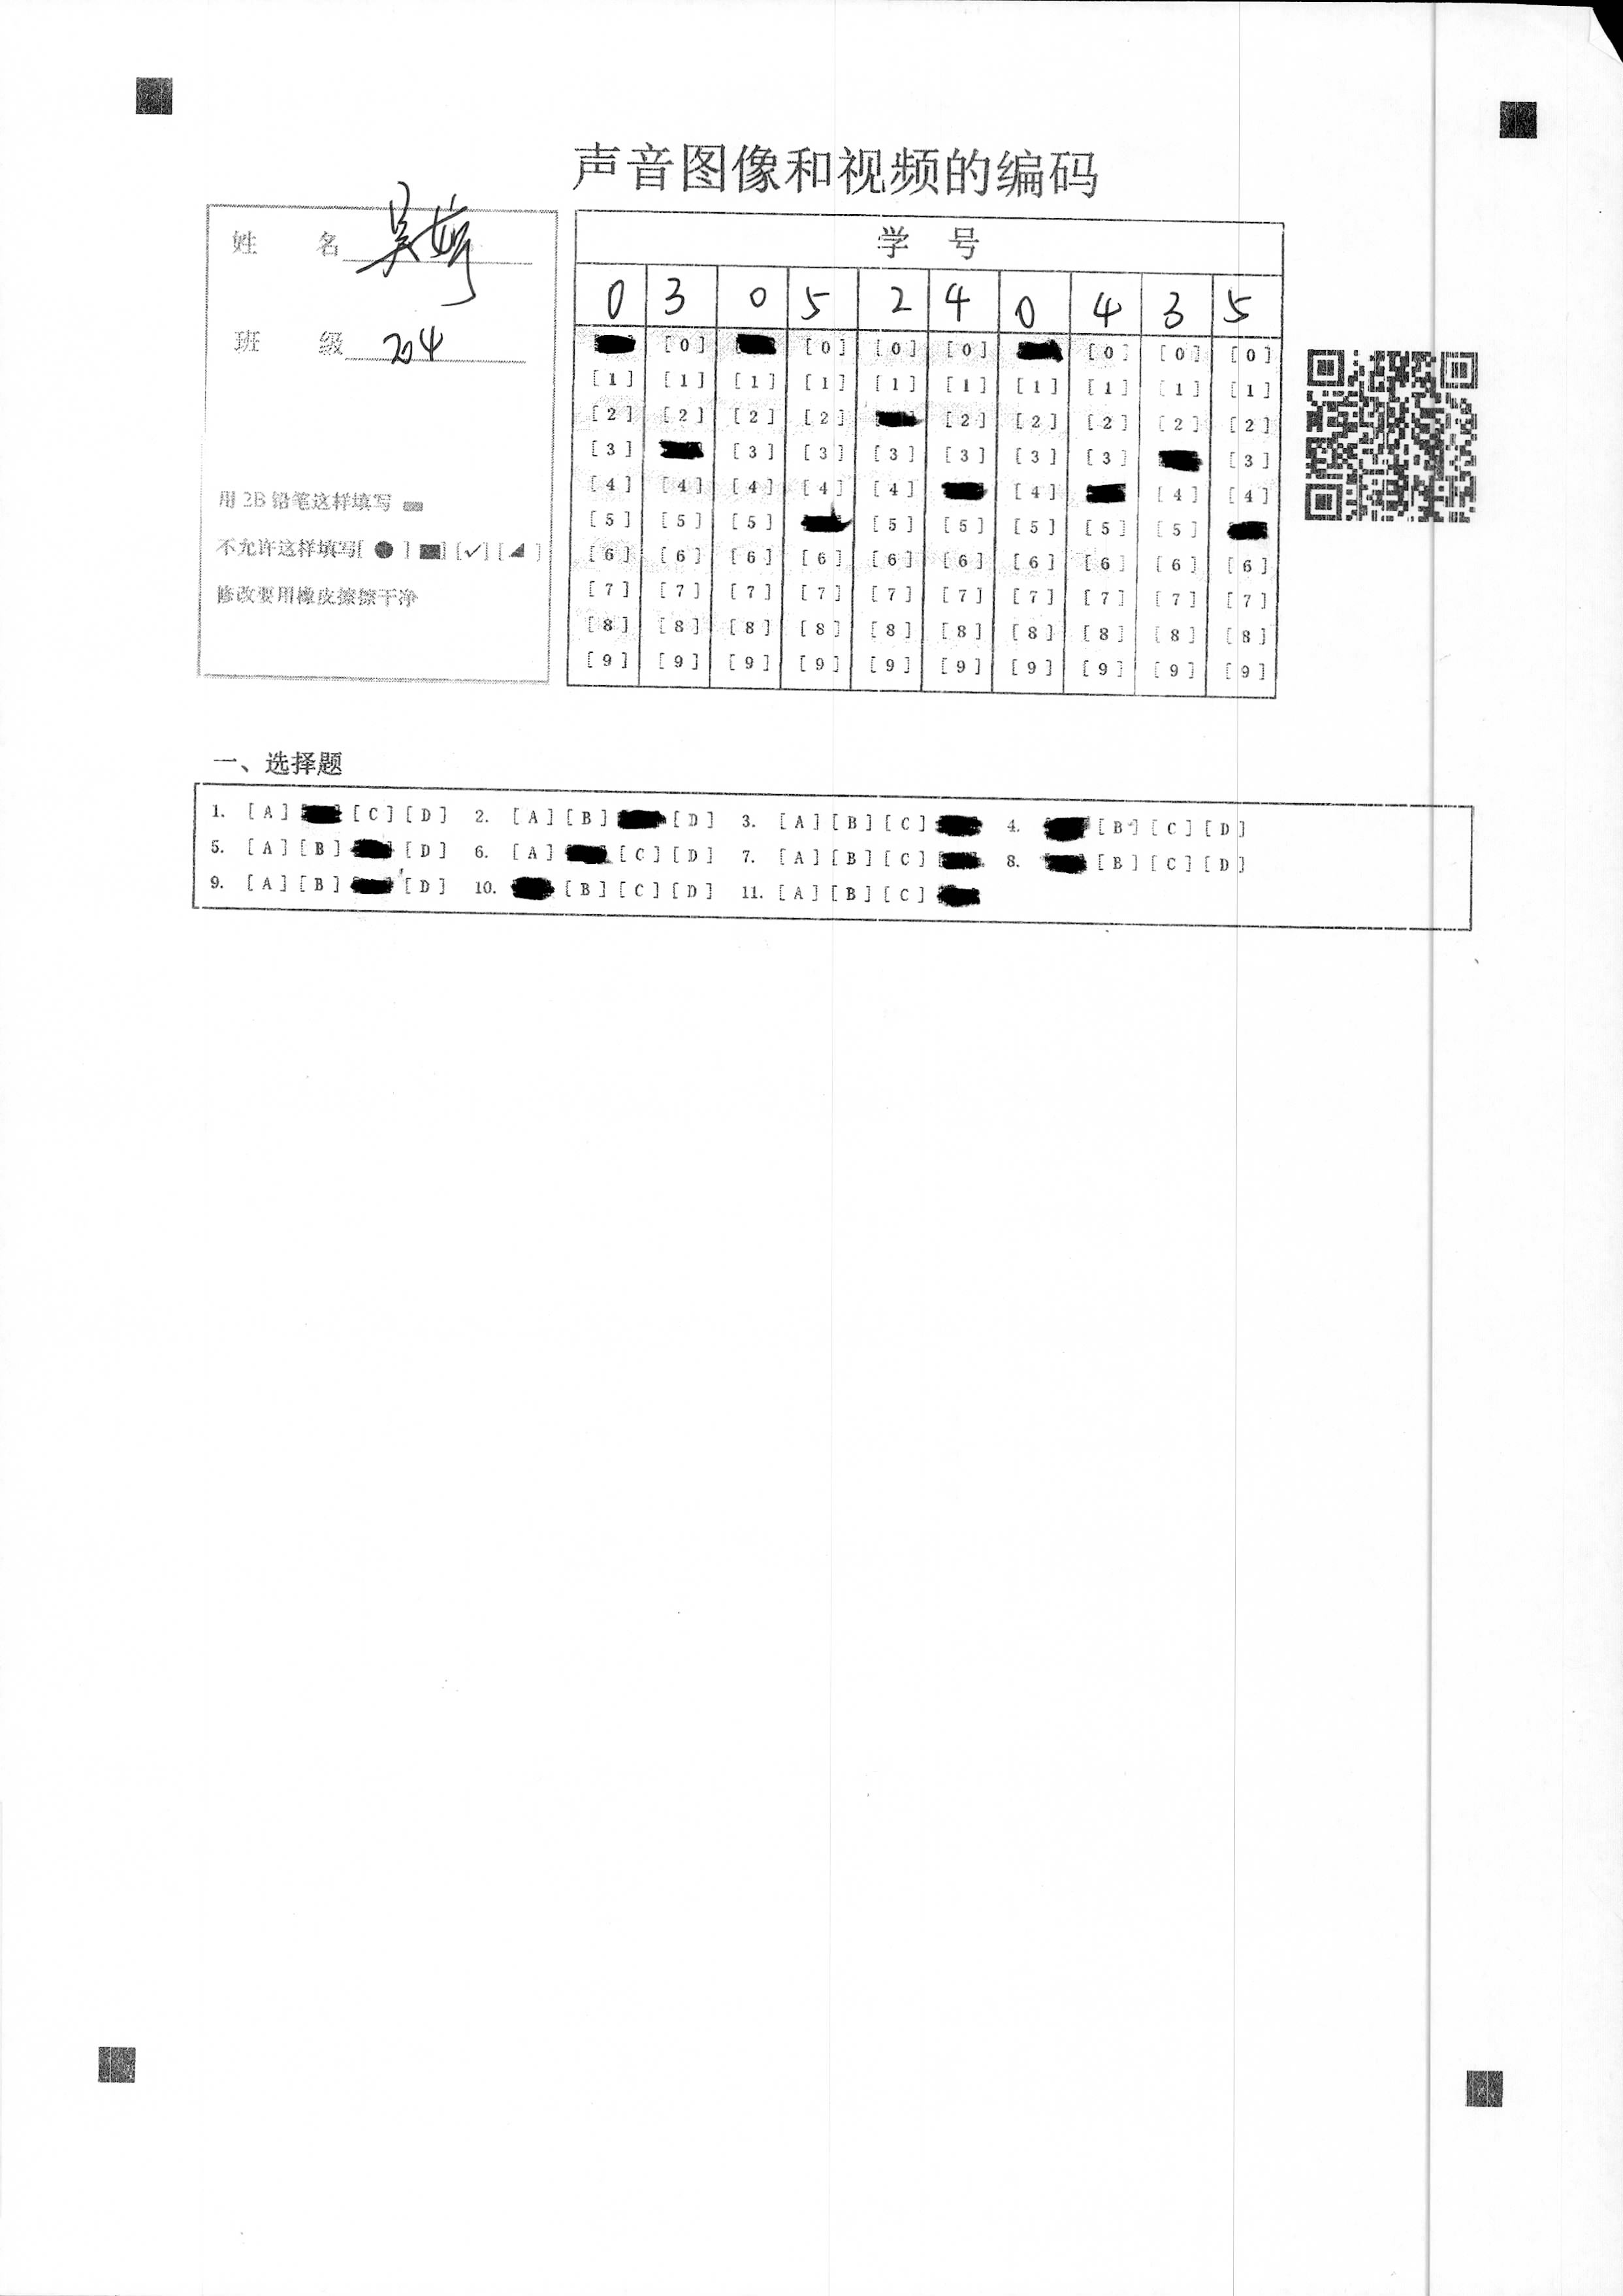 声音图像和视频的编码
姓 名 吴
班 级 204
用 2B 铅笔这样填写
不允许这样填写[ ● ] [■] [✓] [◢ ]
修改要用橡皮擦擦干净
学 号
0 3 0 5 2 4 0 4 3 5
[0] [0] [0] [0] [0] [0] [0]
[1] [1] [1] [1] [1] [1] [1] [1] [1] [1]
[2] [2] [2] [2] [2] [2] [2] [2] [2]
[3] [3] [3] [3] [3] [3] [3] [3]
[4] [4] [4] [4] [4] [4] [4] [4]
[5] [5] [5] [5] [5] [5] [5] [5]
[6] [6] [6] [6] [6] [6] [6] [6] [6] [6]
[7] [7] [7] [7] [7] [7] [7] [7] [7] [7]
[8] [8] [8] [8] [8] [8] [8] [8] [8] [8]
[9] [9] [9] [9] [9] [9] [9] [9] [9] [9]
一、选择题
1. [A] [C] [D] 2. [A] [B] [D] 3. [A] [B] [C] 4. [B] [C] [D]
5. [A] [B] [D] 6. [A] [C] [D] 7. [A] [B] [C] 8. [B] [C] [D]
9. [A] [B] [D] 10. [B] [C] [D] 11. [A] [B] [C]